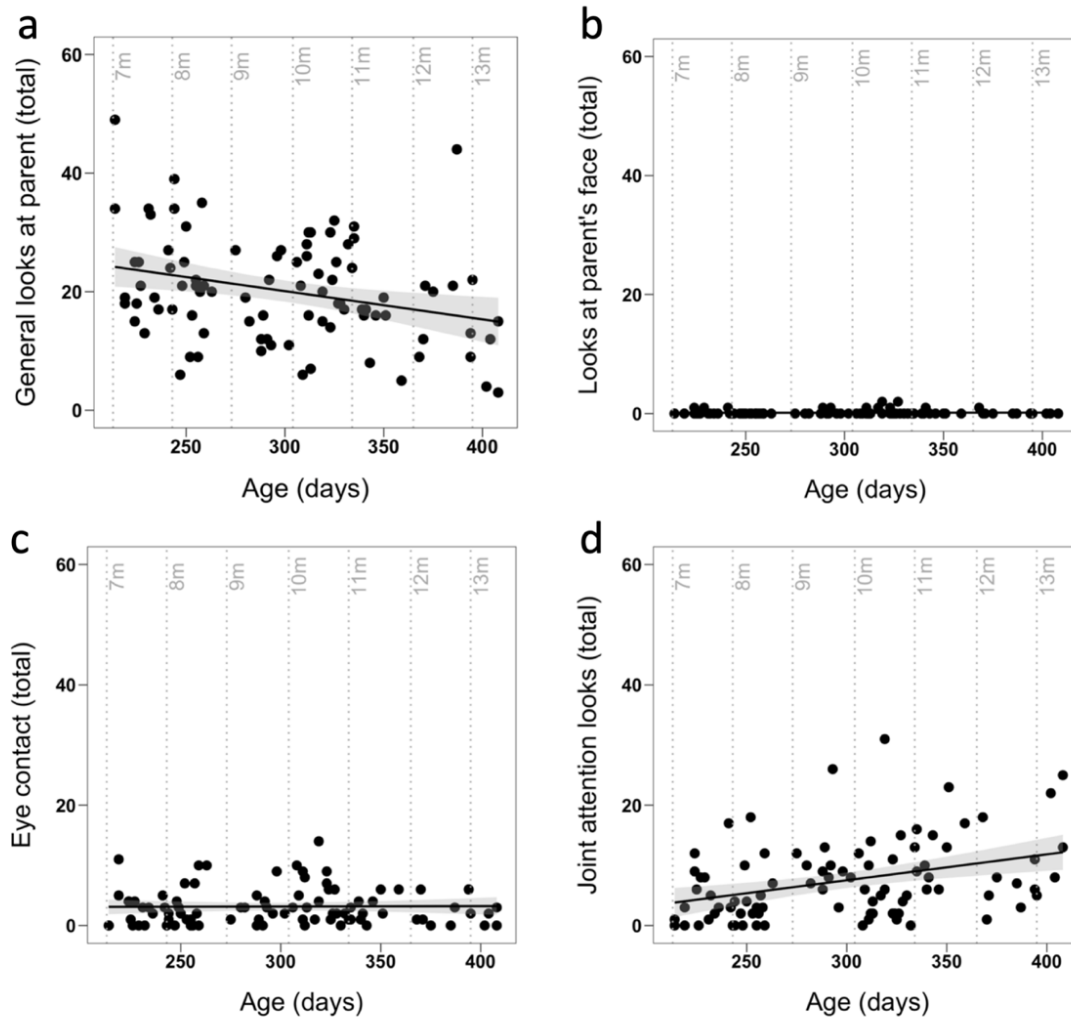 a
General looks at parent (total)
60
40
20
0
7m 8m 9m 10m 11m 12m 13m
250 300 350 400
Age (days)
b
Looks at parent's face (total)
60
40
20
0
7m 8m 9m 10m 11m 12m 13m
250 300 350 400
Age (days)
c
Eye contact (total)
60
40
20
0
7m 8m 9m 10m 11m 12m 13m
250 300 350 400
Age (days)
d
Joint attention looks (total)
60
40
20
0
7m 8m 9m 10m 11m 12m 13m
250 300 350 400
Age (days)